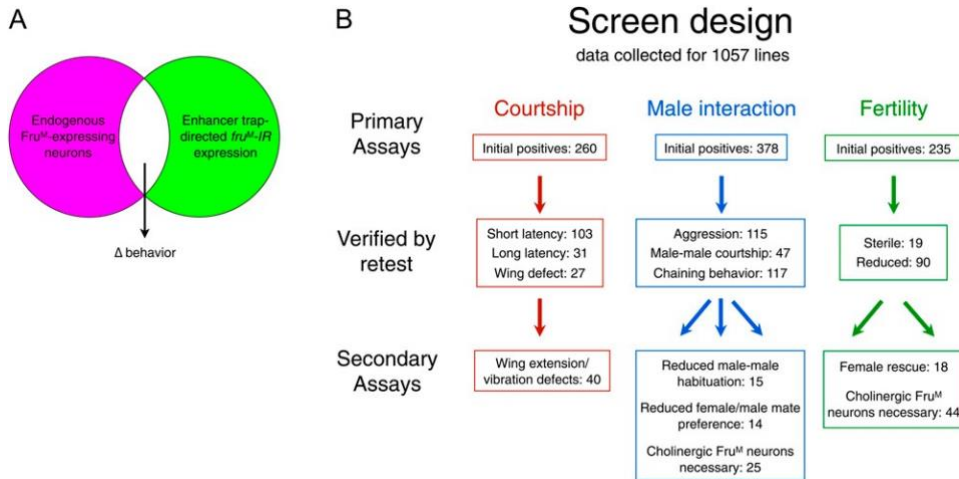 A
Endogenous
Fruᴹ-expressing
neurons
Enhancer trap-
directed fruᴹ-IR
expression
Δ behavior
B
Screen design
data collected for 1057 lines
Primary
Assays
Courtship
Initial positives: 260
Male interaction
Initial positives: 378
Fertility
Initial positives: 235
Verified by
retest
Short latency: 103
Long latency: 31
Wing defect: 27
Aggression: 115
Male-male courtship: 47
Chaining behavior: 117
Sterile: 19
Reduced: 90
Secondary
Assays
Wing extension/
vibration defects: 40
Reduced male-male
habituation: 15
Reduced female/male mate
preference: 14
Cholinergic Fruᴹ neurons
necessary: 25
Female rescue: 18
Cholinergic Fruᴹ
neurons necessary: 44